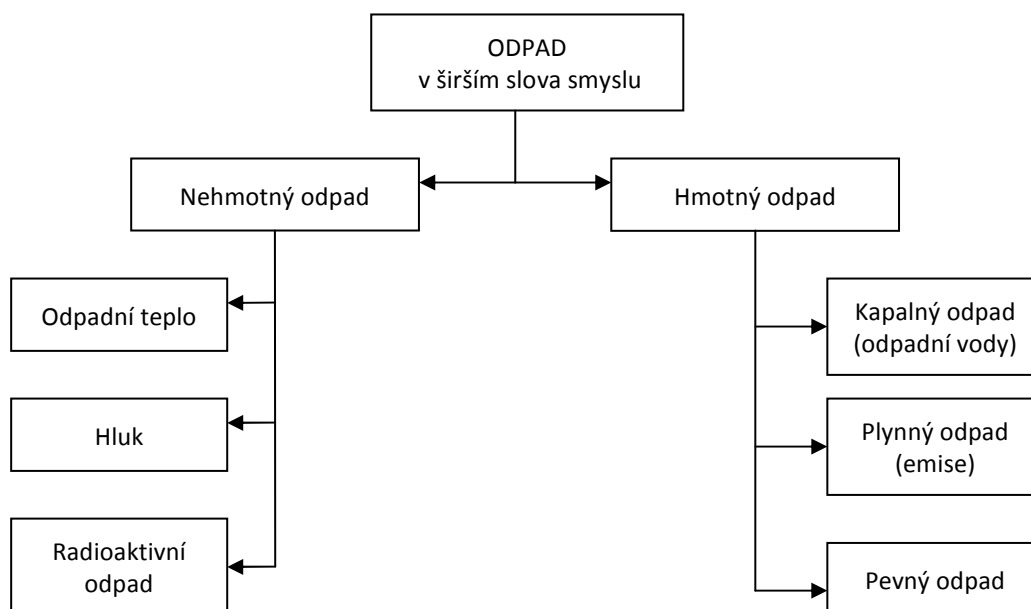 ODPAD
v širším slova smyslu
Nehmotný odpad
Hmotný odpad
Odpadní teplo
Kapalný odpad
(odpadní vody)
Hluk
Plynný odpad
(emise)
Radioaktivní
odpad
Pevný odpad